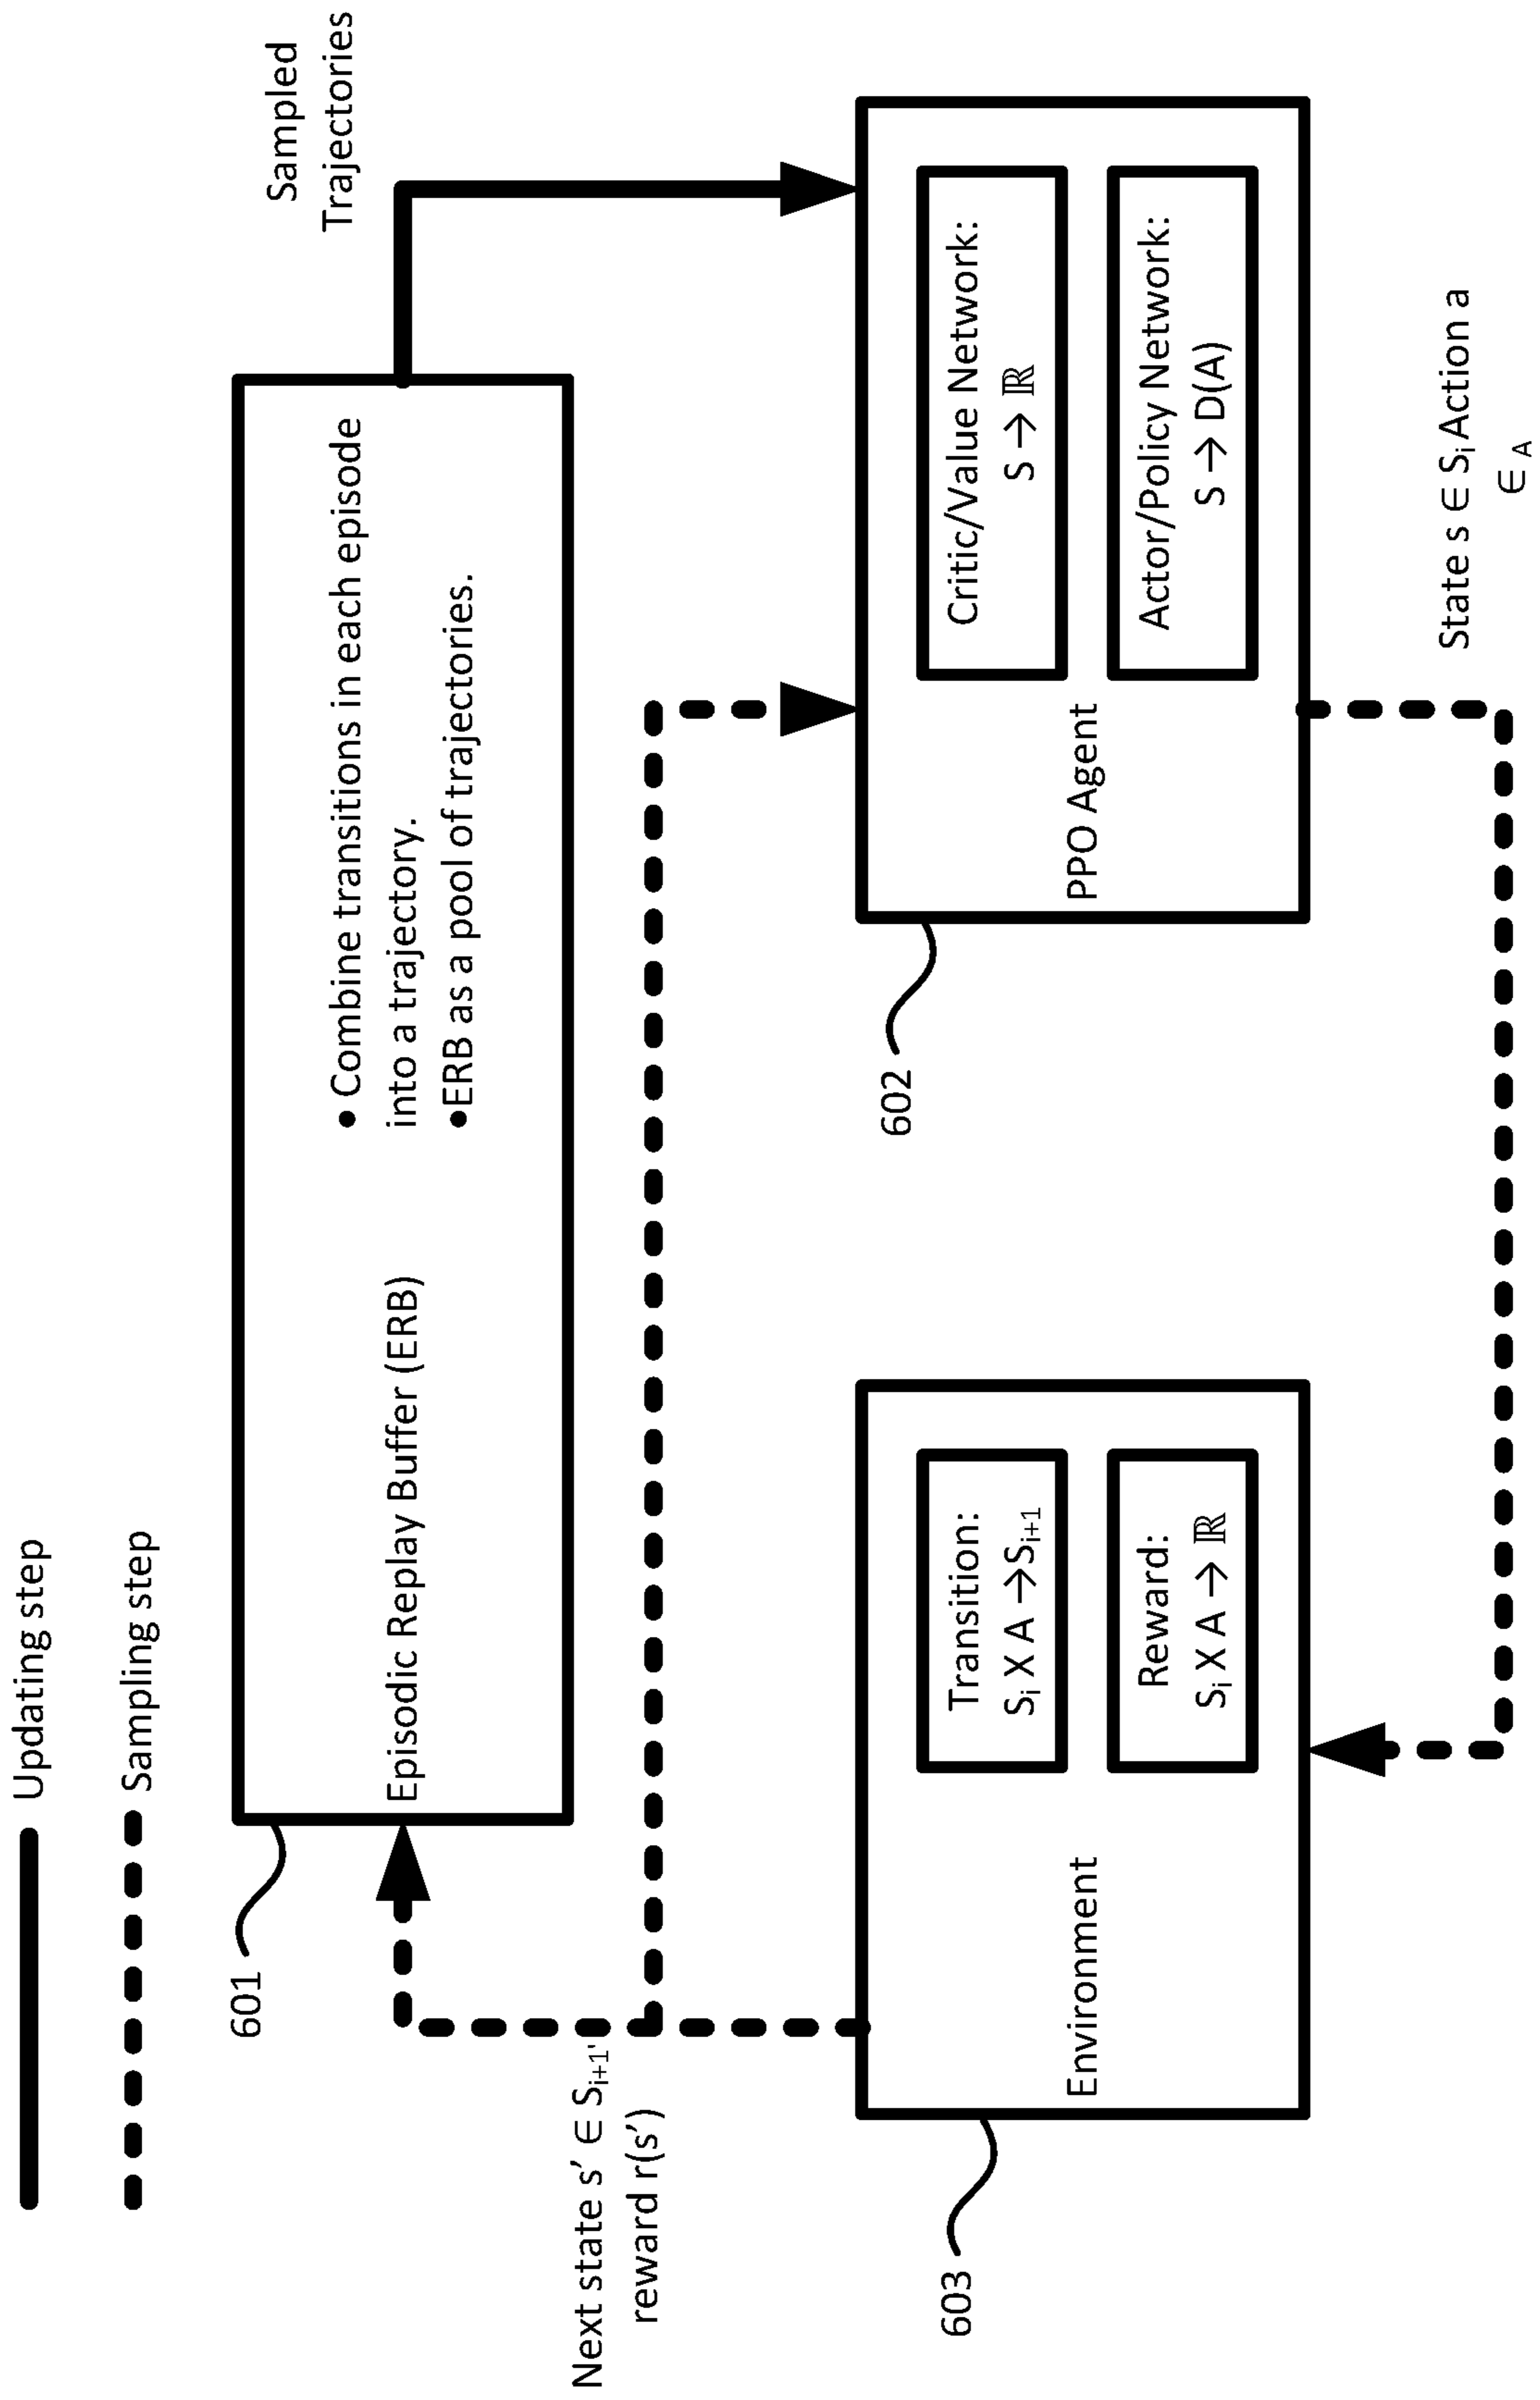 Updating step
Sampling step
601
Episodic Replay Buffer (ERB)
• Combine transitions in each episode
into a trajectory.
•ERB as a pool of trajectories.
Sampled
Trajectories
Next state s’ ∈ Sᵢ₊₁'
reward r(s’)
603
Environment
Transition:
Sᵢ X A →Sᵢ₊₁
Reward:
Sᵢ X A → ℝ
602
PPO Agent
Critic/Value Network:
S → ℝ
Actor/Policy Network:
S → D(A)
State s ∈ Sᵢ Action a
∈ A